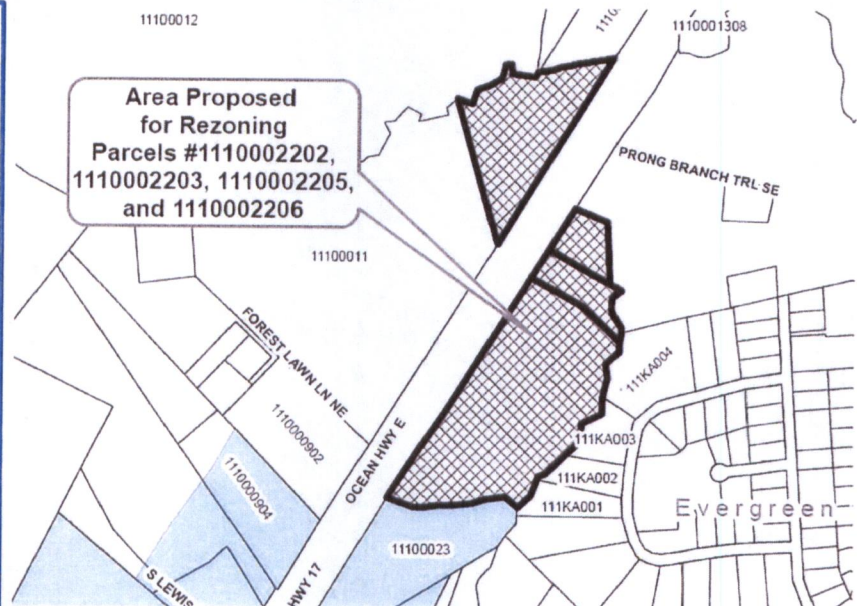 11100012
1110001308
Area Proposed
for Rezoning
Parcels #1110002202,
1110002203, 1110002205,
and 1110002206
PRONG BRANCH TRL SE
11100011
FOREST LAWN LN NE
111KA004
1110000902
OCEAN HWY E
111KA003
1110000904
111KA002
111KA001
Evergreen
11100023
S LEWIS
HWY 17